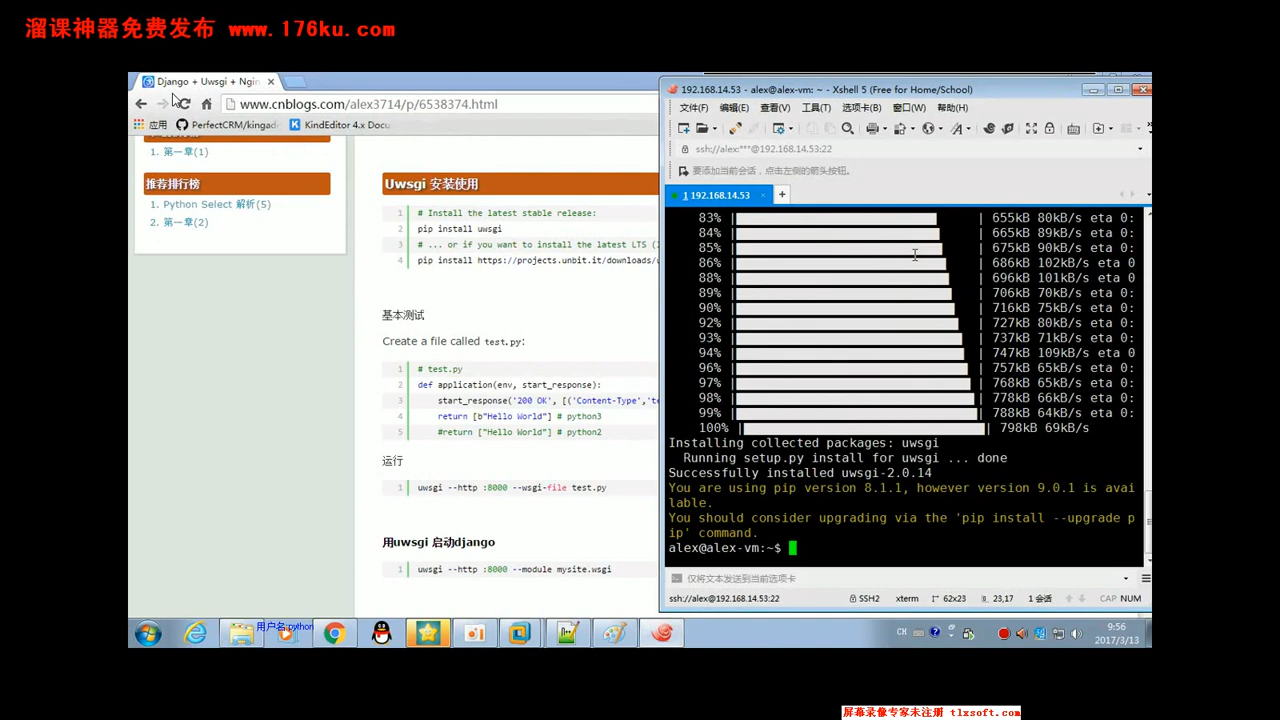 溜课神器免费发布 www.176ku.com
Django + Uwsgi + Ngin
www.cnblogs.com/alex3714/p/6538374.html
应用 PerfectCRM/kingade KindEditor 4.x Docu
1. 第一章(1)
推荐排行榜
1. Python Select 解析(5)
2. 第一章(2)
Uwsgi 安装使用
1 # Install the latest stable release:
2 pip install uwsgi
3 # ... or if you want to install the latest LTS (
4 pip install https://projects.unbit.it/downloads/
基本测试
Create a file called test.py:
1 # test.py
2 def application(env, start_response):
3 start_response('200 OK', [('Content-Type','te
4 return [b"Hello World"] # python3
5 #return ["Hello World"] # python2
运行
1 uwsgi --http :8000 --wsgi-file test.py
用uwsgi 启动django
1 uwsgi --http :8000 --module mysite.wsgi
1 192.168.14.53 - alex@alex-vm: ~ - Xshell 5 (Free for Home/School)
文件(F) 编辑(E) 查看(V) 工具(T) 选项卡(B) 窗口(W) 帮助(H)
ssh://alex:***@192.168.14.53:22
要添加当前会话，点击左侧的箭头按钮。
1 192.168.14.53 × +
83% | | 655kB 80kB/s eta 0:
84% | | 665kB 89kB/s eta 0:
85% | | 675kB 90kB/s eta 0:
86% | | 686kB 102kB/s eta 0
88% | | 696kB 101kB/s eta 0
89% | | 706kB 70kB/s eta 0:
90% | | 716kB 75kB/s eta 0:
92% | | 727kB 80kB/s eta 0:
93% | | 737kB 71kB/s eta 0:
94% | | 747kB 109kB/s eta 0
96% | | 757kB 65kB/s eta 0:
97% | | 768kB 65kB/s eta 0:
98% | | 778kB 66kB/s eta 0:
99% | | 788kB 64kB/s eta 0:
100% | | 798kB 69kB/s
Installing collected packages: uwsgi
Running setup.py install for uwsgi ... done
Successfully installed uwsgi-2.0.14
You are using pip version 8.1.1, however version 9.0.1 is avai
lable.
You should consider upgrading via the 'pip install --upgrade p
ip' command.
alex@alex-vm:~$
仅将文本发送到当前选项卡
ssh://alex@192.168.14.53:22 SSH2 xterm 62x23 23,17 1 会话 CAP NUM
用户名:python
CH
9:56
2017/3/13
屏幕录像专家未注册 tlxsoft.com